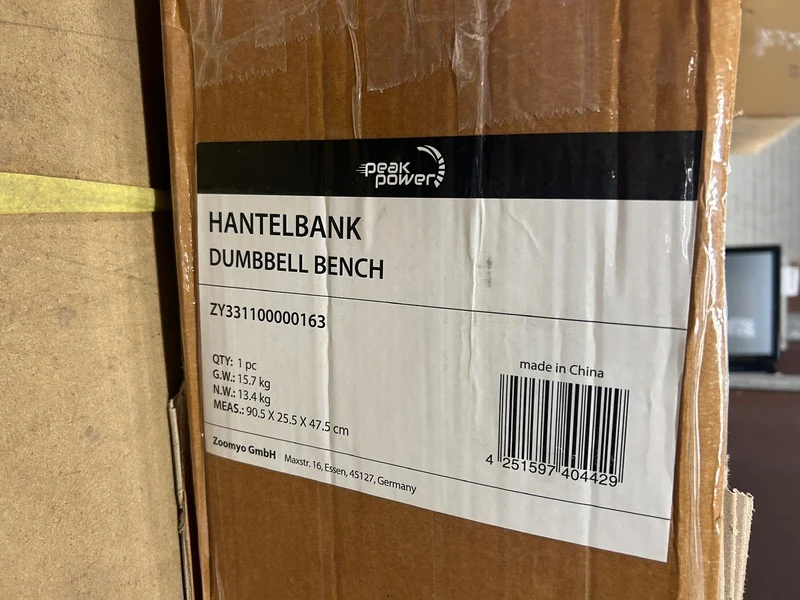 peak
power
HANTELBANK
DUMBBELL BENCH
ZY331100000163
QTY: 1 pc
G.W.: 15.7 kg
N.W.: 13.4 kg
MEAS.: 90.5 X 25.5 X 47.5 cm
made in China
4 251597 404429
Zoomyo GmbH Maxstr. 16, Essen, 45127, Germany